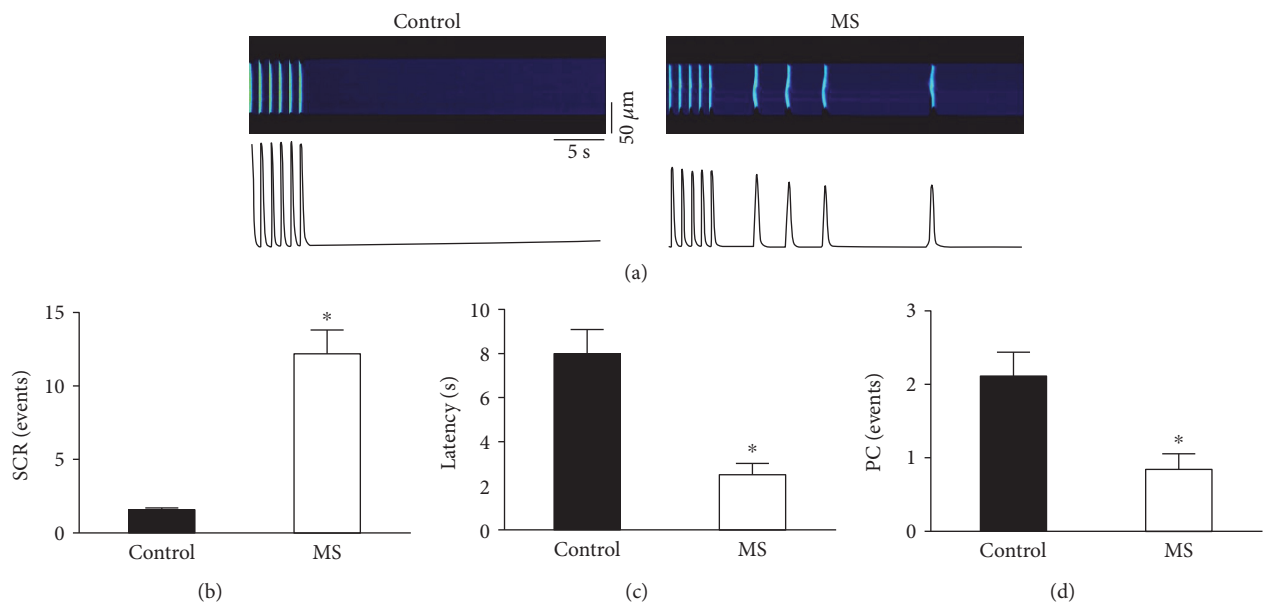 Control
MS
50 μm
5 s
(a)
SCR (events)
15
10
5
0
*
Control
MS
(b)
Latency (s)
10
8
6
4
2
0
*
Control
MS
(c)
PC (events)
3
2
1
0
*
Control
MS
(d)